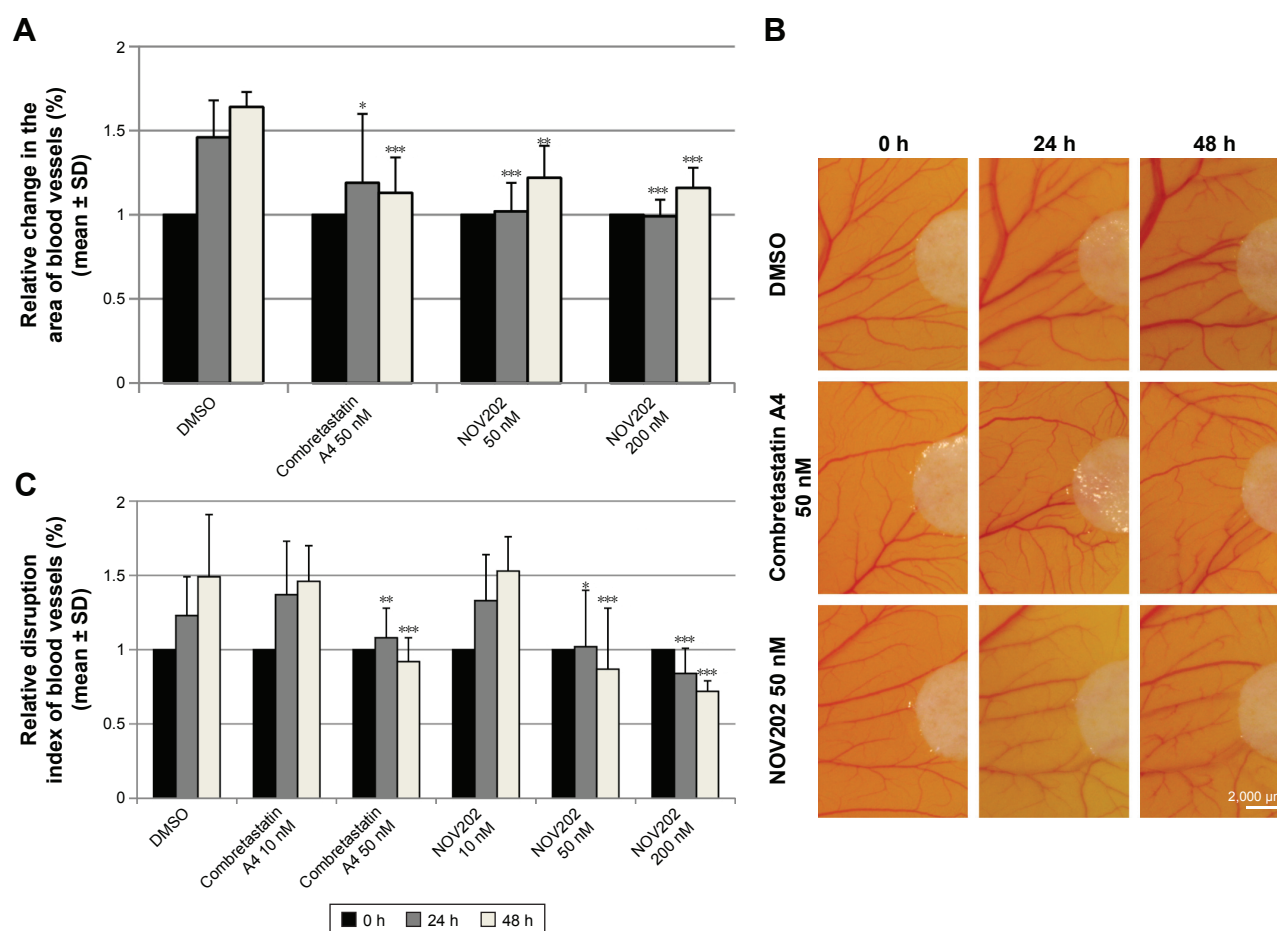 A
Relative change in the
area of blood vessels (%)
(mean ± SD)
2
1.5
1
0.5
0
*
***
***
**
***
***
DMSO
Combretastatin
A4 50 nM
NOV202
50 nM
NOV202
200 nM
B
0 h
24 h
48 h
DMSO
Combretastatin A4
50 nM
NOV202 50 nM
2,000 µm
C
Relative disruption
index of blood vessels (%)
(mean ± SD)
2
1.5
1
0.5
0
**
***
*
***
***
***
DMSO
Combretastatin
A4 10 nM
Combretastatin
A4 50 nM
NOV202
10 nM
NOV202
50 nM
NOV202
200 nM
0 h
24 h
48 h